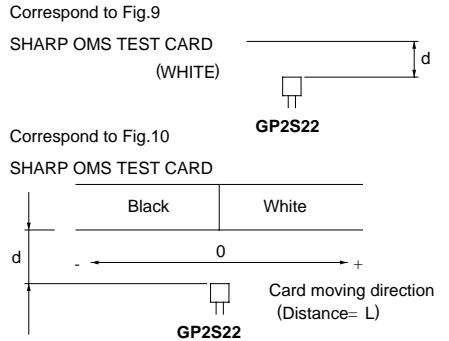 Correspond to Fig.9
SHARP OMS TEST CARD
(WHITE)
d
GP2S22
Correspond to Fig.10
SHARP OMS TEST CARD
Black White
d
- 0 +
Card moving direction
(Distance= L)
GP2S22